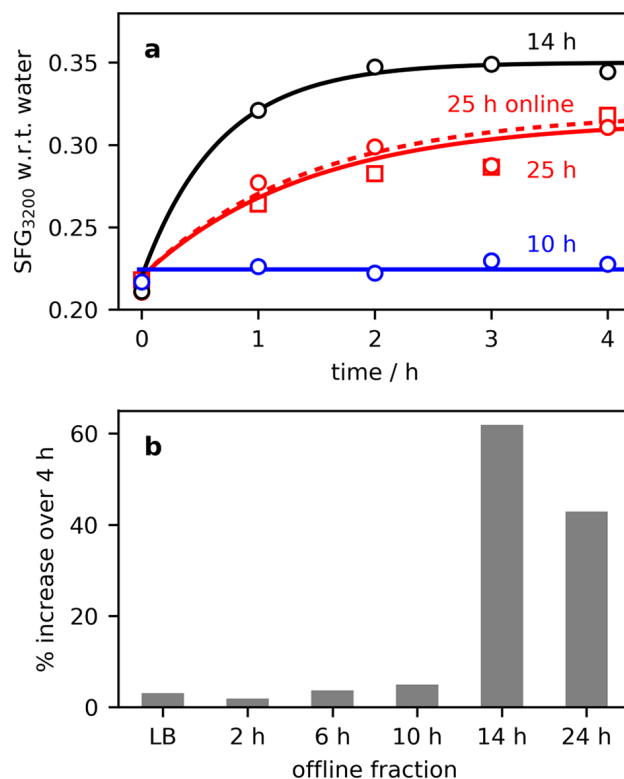 a
14 h
0.35
25 h online
0.30
25 h
0.25
10 h
0.20
SFG3200 w.r.t. water
0 1 2 3 4
time / h
b
60
40
20
0
% increase over 4 h
LB 2 h 6 h 10 h 14 h 24 h
offline fraction